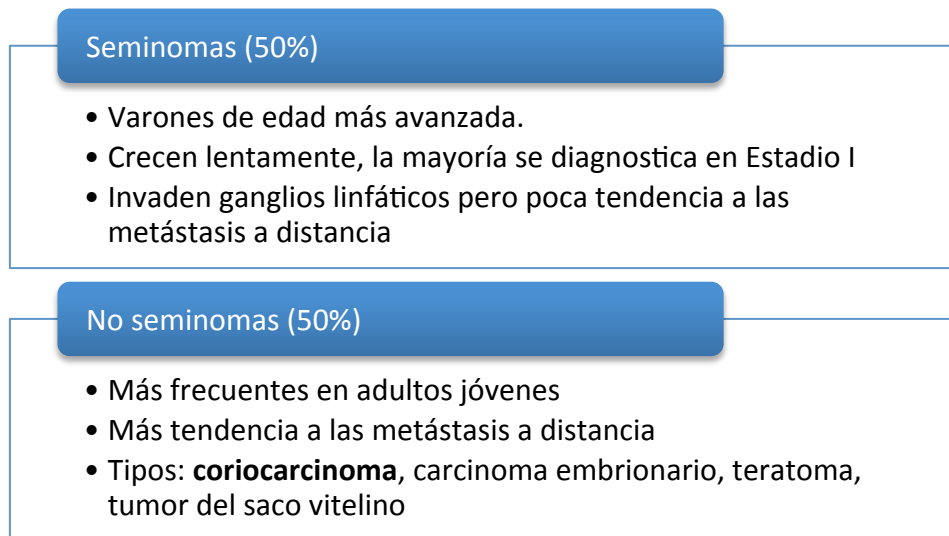 Seminomas (50%)
• Varones de edad más avanzada.
• Crecen lentamente, la mayoría se diagnostica en Estadio I
• Invaden ganglios linfáticos pero poca tendencia a las
metástasis a distancia
No seminomas (50%)
• Más frecuentes en adultos jóvenes
• Más tendencia a las metástasis a distancia
• Tipos: coriocarcinoma, carcinoma embrionario, teratoma,
tumor del saco vitelino